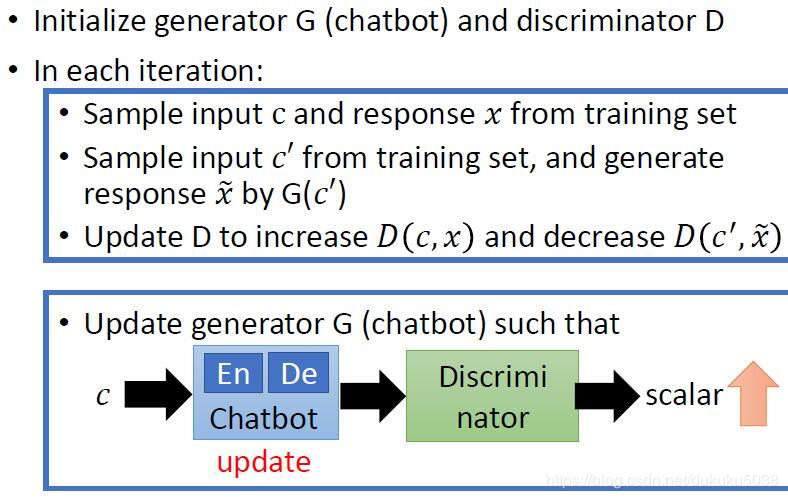 • Initialize generator G (chatbot) and discriminator D
• In each iteration:
• Sample input c and response x from training set
• Sample input c′ from training set, and generate
response x̃ by G(c′)
• Update D to increase D(c, x) and decrease D(c′, x̃)
• Update generator G (chatbot) such that
c
En De
Chatbot
update
Discrimi
nator
scalar
https://blog.csdn.net/dukuku5038